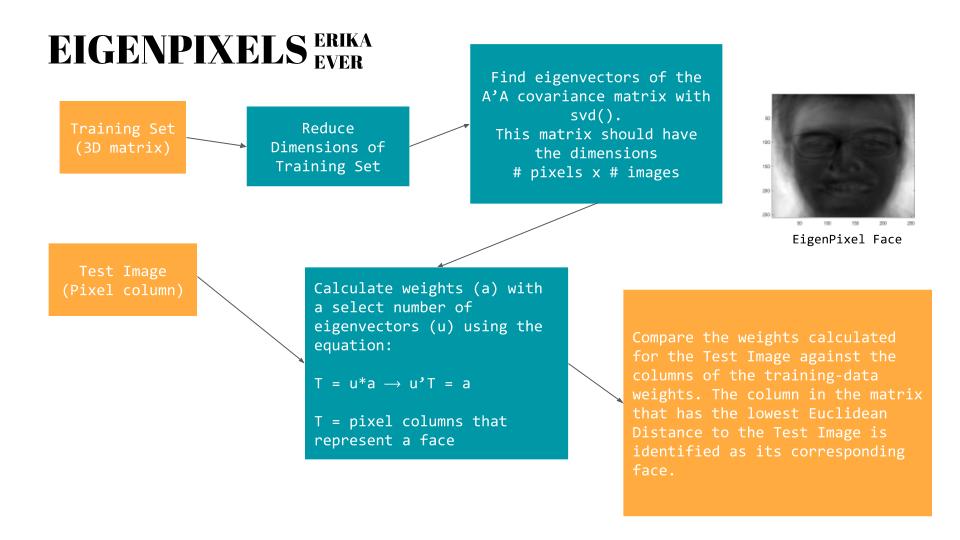 EIGENPIXELS ERIKA
EVER
Training Set
(3D matrix)
Reduce
Dimensions of
Training Set
Find eigenvectors of the
A’A covariance matrix with
svd().
This matrix should have
the dimensions
# pixels x # images
50
100
150
200
250
50
100
150
200
250
EigenPixel Face
Test Image
(Pixel column)
Calculate weights (a) with
a select number of
eigenvectors (u) using the
equation:
T = u*a → u’T = a
T = pixel columns that
represent a face
Compare the weights calculated
for the Test Image against the
columns of the training-data
weights. The column in the matrix
that has the lowest Euclidean
Distance to the Test Image is
identified as its corresponding
face.